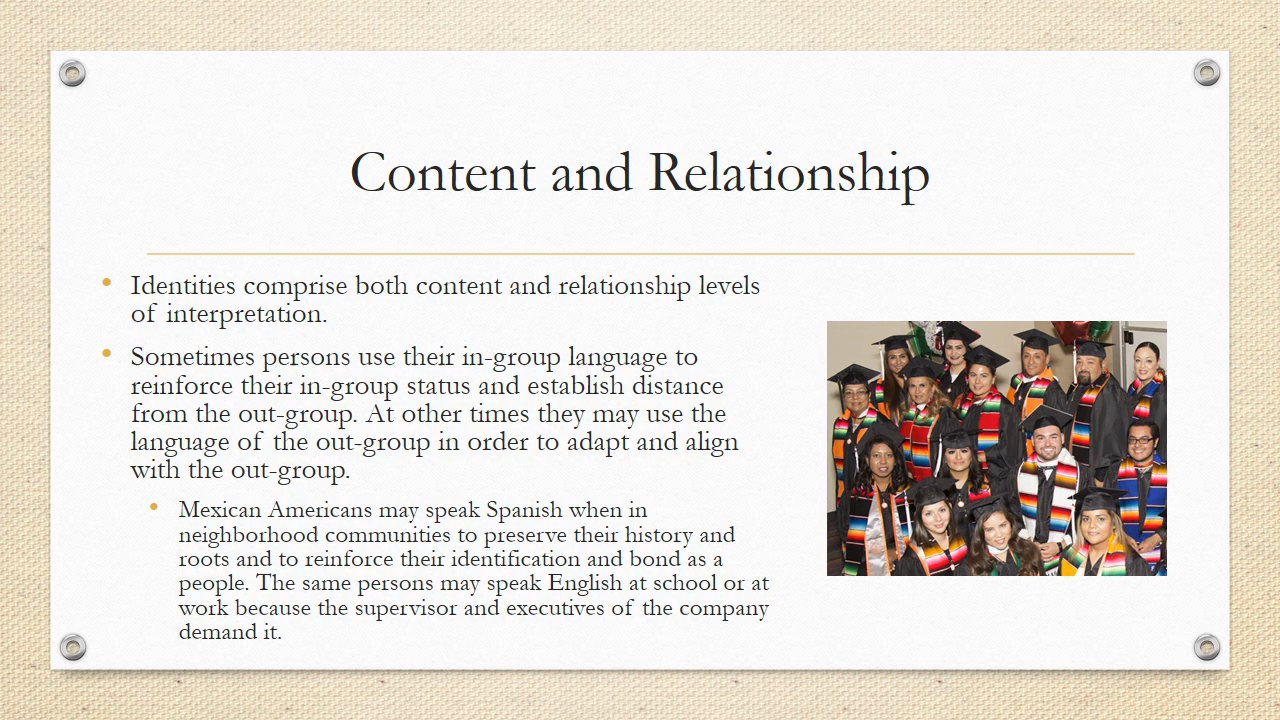 Content and Relationship
Identities comprise both content and relationship levels
of interpretation.
Sometime persons use their in-group language to
reinforce their in-group status and establish distance
from the out-group. At other times they may use the
language of the out-group in order to adapt and align
with the out-group.
Mexican Americans may speak Spanish when in
neighborhood communities to preserve their history and
roots and to reinforce their identification and bond as a
people. The same persons may speak English at school or at
work because the supervisor and executives of the company
demand it.